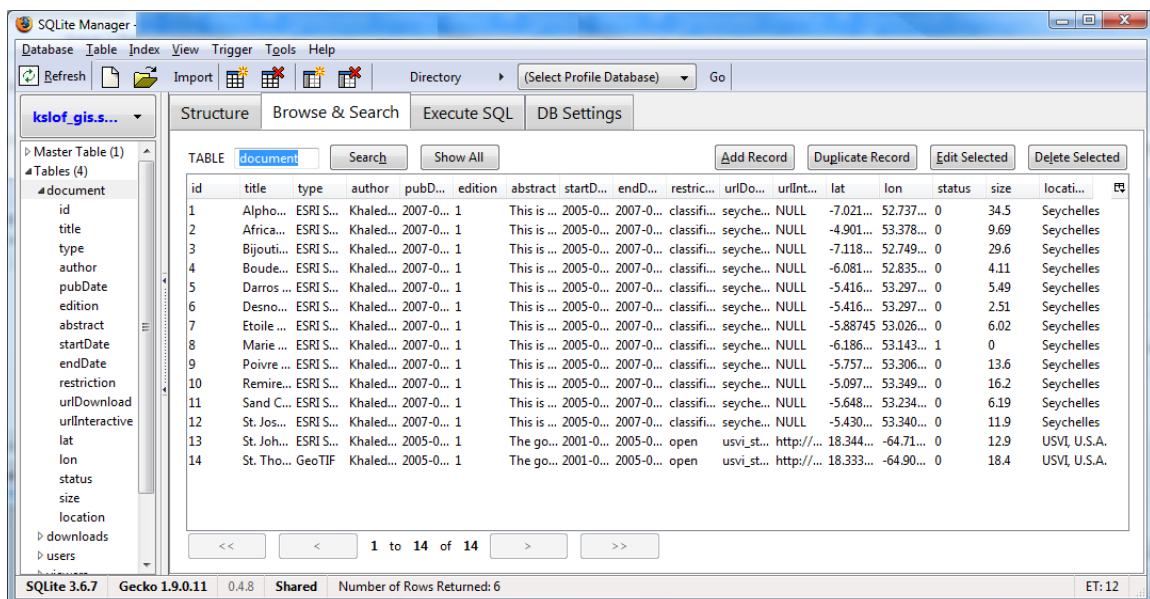 SQLite Manager -
Database Table Index View Trigger Tools Help
Refresh Import Directory (Select Profile Database) Go
kslof_gis.s...
Structure Browse & Search Execute SQL DB Settings
Master Table (1)
Tables (4)
document
id
title
type
author
pubDate
edition
abstract
startDate
endDate
restriction
urlDownload
urlInteractive
lat
lon
status
size
location
downloads
users
TABLE document Search Show All Add Record Duplicate Record Edit Selected Delete Selected
id title type author pubD... edition abstract startD... endD... restric... urlDo... urlInt... lat lon status size locati...
1 Alpho... ESRI S... Khaled... 2007-0... 1 This is ... 2005-0... 2007-0... classifi... seyche... NULL -7.021... 52.737... 0 34.5 Seychelles
2 Africa... ESRI S... Khaled... 2007-0... 1 This is ... 2005-0... 2007-0... classifi... seyche... NULL -4.901... 53.378... 0 9.69 Seychelles
3 Bijouti... ESRI S... Khaled... 2007-0... 1 This is ... 2005-0... 2007-0... classifi... seyche... NULL -7.118... 52.749... 0 29.6 Seychelles
4 Boude... ESRI S... Khaled... 2007-0... 1 This is ... 2005-0... 2007-0... classifi... seyche... NULL -6.081... 52.835... 0 4.11 Seychelles
5 Darros ... ESRI S... Khaled... 2007-0... 1 This is ... 2005-0... 2007-0... classifi... seyche... NULL -5.416... 53.297... 0 5.49 Seychelles
6 Desno... ESRI S... Khaled... 2007-0... 1 This is ... 2005-0... 2007-0... classifi... seyche... NULL -5.416... 53.297... 0 2.51 Seychelles
7 Etoile ... ESRI S... Khaled... 2007-0... 1 This is ... 2005-0... 2007-0... classifi... seyche... NULL -5.88745 53.026... 0 6.02 Seychelles
8 Marie ... ESRI S... Khaled... 2007-0... 1 This is ... 2005-0... 2007-0... classifi... seyche... NULL -6.186... 53.143... 1 0 Seychelles
9 Poivre ... ESRI S... Khaled... 2007-0... 1 This is ... 2005-0... 2007-0... classifi... seyche... NULL -5.757... 53.306... 0 13.6 Seychelles
10 Remire... ESRI S... Khaled... 2007-0... 1 This is ... 2005-0... 2007-0... classifi... seyche... NULL -5.097... 53.349... 0 16.2 Seychelles
11 Sand C... ESRI S... Khaled... 2007-0... 1 This is ... 2005-0... 2007-0... classifi... seyche... NULL -5.648... 53.234... 0 6.19 Seychelles
12 St. Jos... ESRI S... Khaled... 2007-0... 1 This is ... 2005-0... 2007-0... classifi... seyche... NULL -5.430... 53.340... 0 11.9 Seychelles
13 St. Joh... ESRI S... Khaled... 2005-0... 1 The go... 2001-0... 2005-0... open usvi_st... http://... 18.344... -64.71... 0 12.9 USVI, U.S.A.
14 St. Tho... GeoTIF Khaled... 2005-0... 1 The go... 2001-0... 2005-0... open usvi_st... http://... 18.333... -64.90... 0 18.4 USVI, U.S.A.
<< < 1 to 14 of 14 > >>
SQLite 3.6.7 Gecko 1.9.0.11 0.4.8 Shared Number of Rows Returned: 6 ET: 12